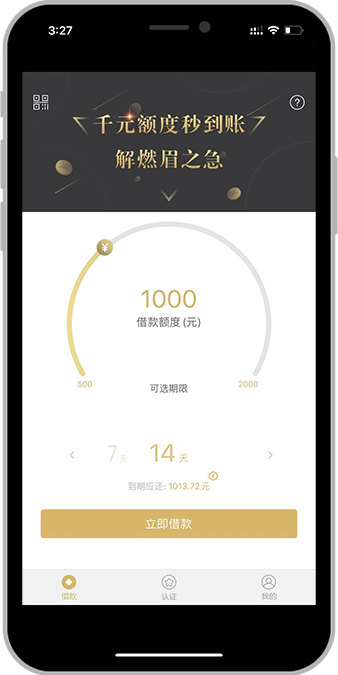 3:27
千元额度秒到账
解燃眉之急
¥
1000
借款额度 (元)
500
可选期限
2000
7天
14天
到期应还: 1013.72元
立即借款
借款
认证
我的